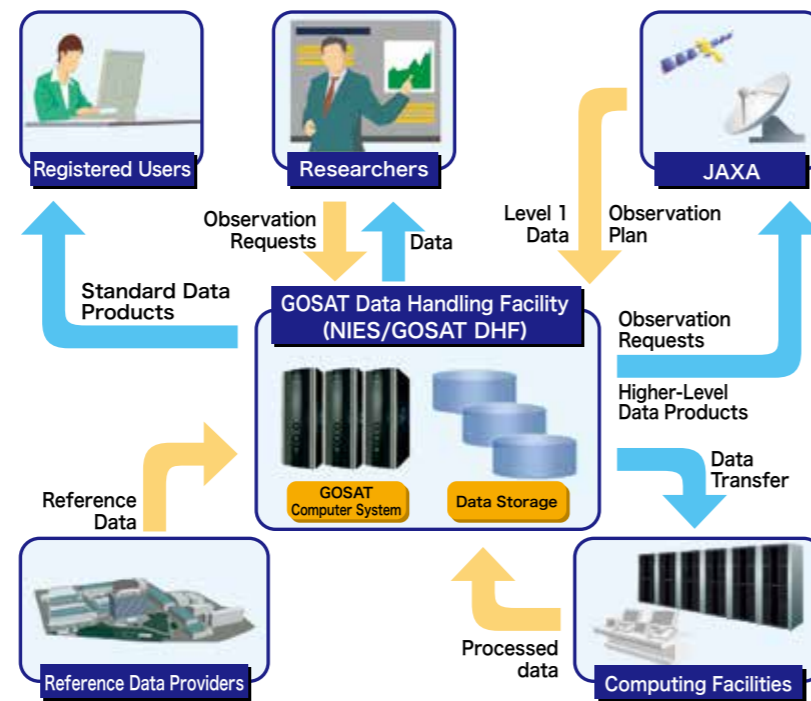 Registered Users
Researchers
JAXA
Observation
Requests
Data
Level 1
Data
Observation
Plan
Standard Data
Products
GOSAT Data Handling Facility
(NIES/GOSAT DHF)
Observation
Requests
Higher-Level
Data Products
GOSAT
Computer System
Data Storage
Data
Transfer
Reference
Data
Processed
data
Reference Data Providers
Computing Facilities